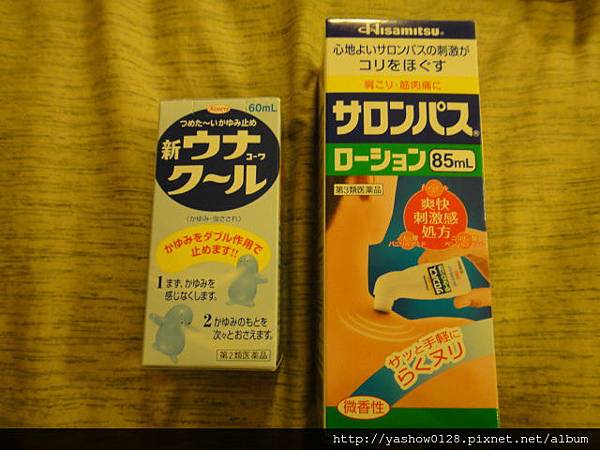 Kowa
60mL
つめた〜いかゆみ止め
新ウナ
コーワ
クール
〈かゆみ・虫さされ〉
かゆみをダブル作用で
止めます!!
1まず、かゆみを
感じなくします。
2かゆみのもとを
次々とおさえます。
第2類医薬品
Hisamitsu®
心地よいサロンパスの刺激が
コリをほぐす
肩こり・筋肉痛に
サロンパス®
ローション 85mL
第3類医薬品
爽快
刺激感
処方
サッと手軽に
らくヌリ
微香性
http://yashow0128.pixnet.net/album